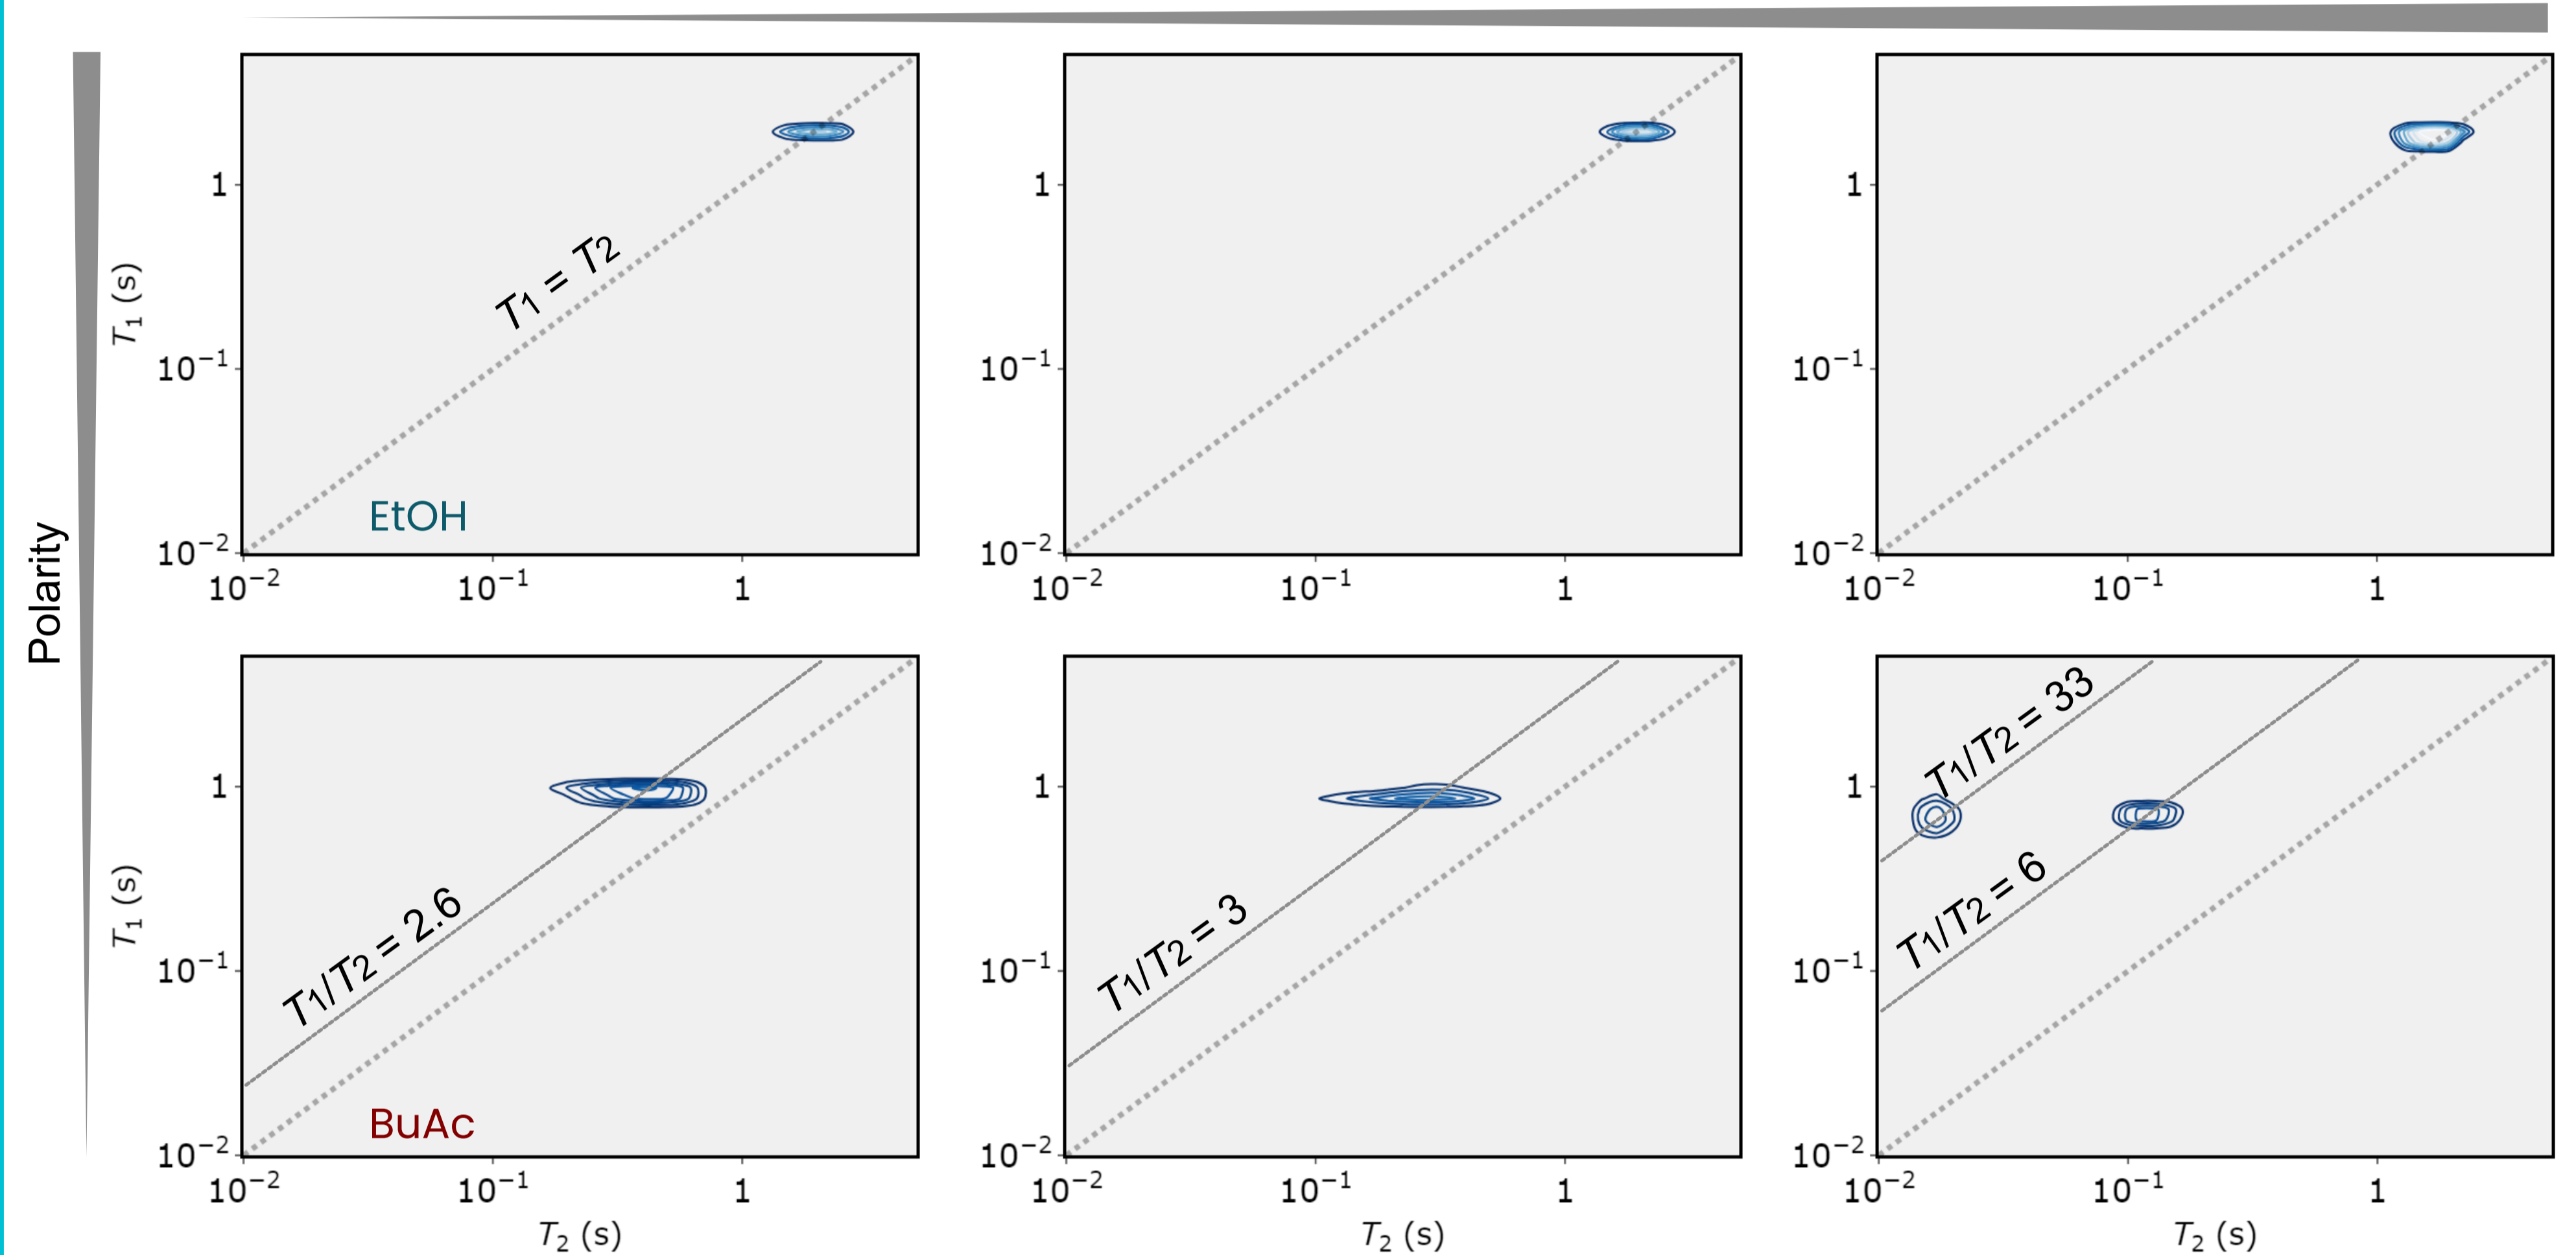 Polarity
T₁ (s)
1
10⁻¹
10⁻²
T1 = T2
EtOH
10⁻²
10⁻¹
1
1
10⁻¹
10⁻²
10⁻²
10⁻¹
1
1
10⁻¹
10⁻²
10⁻²
10⁻¹
1
T₁ (s)
1
10⁻¹
10⁻²
T1/T2 = 2.6
BuAc
10⁻²
10⁻¹
1
T₂ (s)
1
10⁻¹
10⁻²
T1/T2 = 3
10⁻²
10⁻¹
1
T₂ (s)
1
10⁻¹
10⁻²
T1/T2 = 33
T1/T2 = 6
10⁻²
10⁻¹
1
T₂ (s)